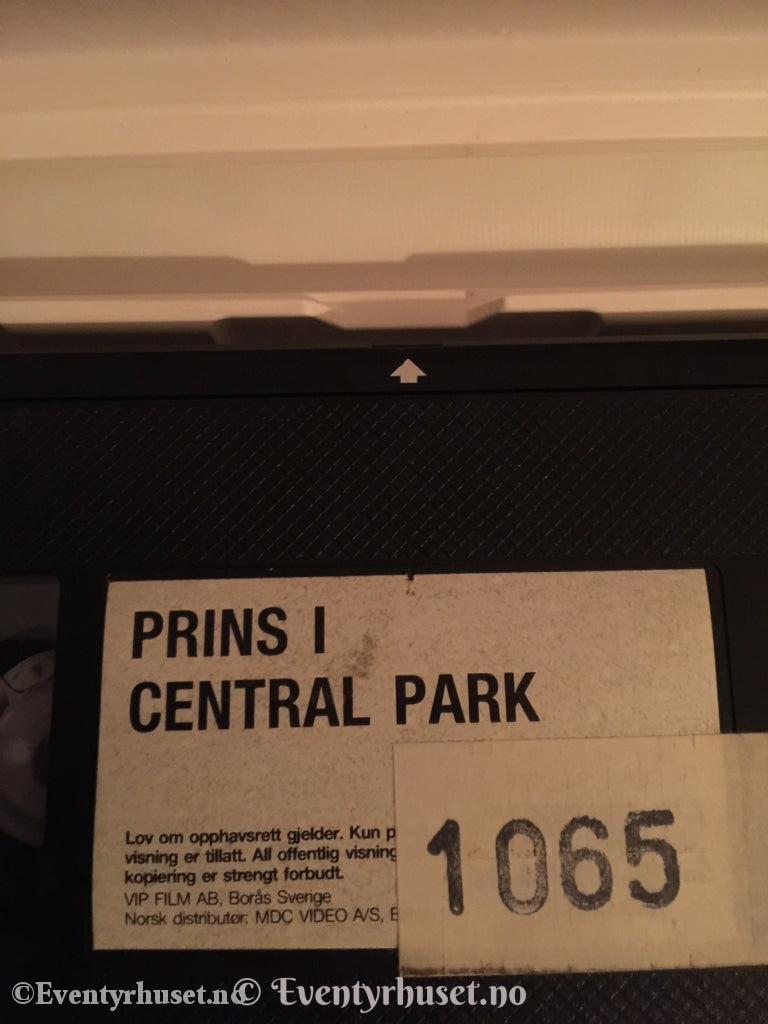 PRINS I
CENTRAL PARK
Lov om opphavsrett gjelder. Kun p
visning er tillatt. All offentlig visning
kopiering er strengt forbudt.
VIP FILM AB, Borås Sverige
Norsk distributør: MDC VIDEO A/S,
1065
©Eventyrhuset.no
© Eventyrhuset.no